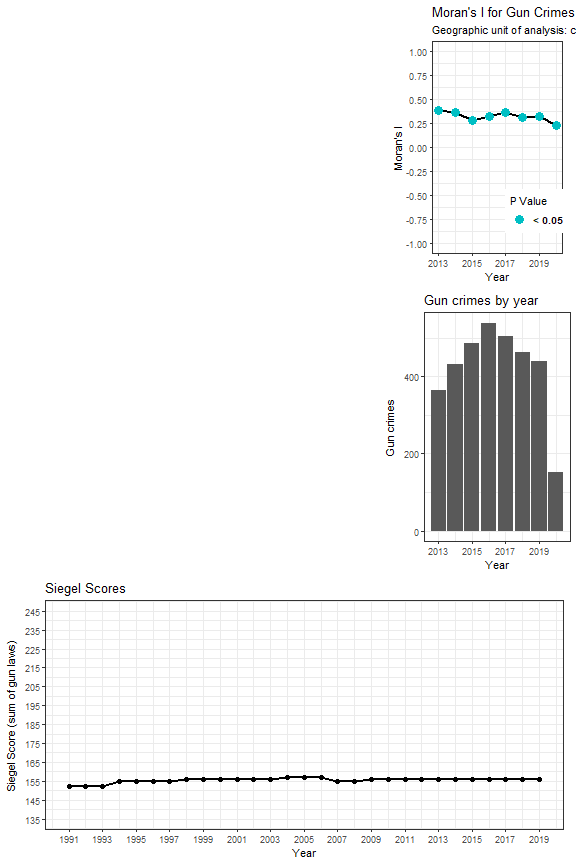 Moran's I for Gun Crimes
Geographic unit of analysis: c
1.00
0.75
0.50
0.25
0.00
-0.25
-0.50
-0.75
-1.00
Moran's I
P Value
< 0.05
2013 2015 2017 2019
Year
Gun crimes by year
400
200
0
Gun crimes
2013 2015 2017 2019
Year
Siegel Scores
245
235
225
215
205
195
185
175
165
155
145
135
Siegel Score (sum of gun laws)
1991 1993 1995 1997 1999 2001 2003 2005 2007 2009 2011 2013 2015 2017 2019
Year